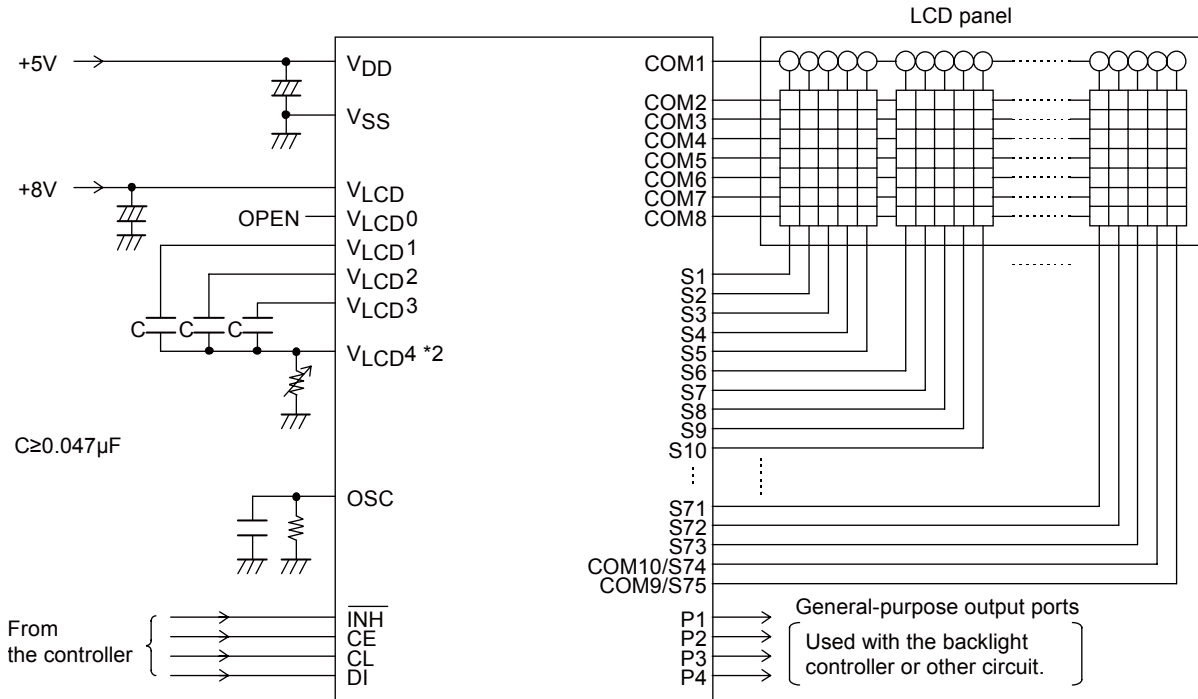 LCD panel
+5V
VDD
VSS
+8V
VLCD
OPEN
VLCD0
VLCD1
VLCD2
VLCD3
C
C
C
VLCD4 *2
C≥0.047μF
OSC
From
the controller
INH
CE
CL
DI
COM1
COM2
COM3
COM4
COM5
COM6
COM7
COM8
S1
S2
S3
S4
S5
S6
S7
S8
S9
S10
S71
S72
S73
COM10/S74
COM9/S75
P1
P2
P3
P4
General-purpose output ports
Used with the backlight
controller or other circuit.